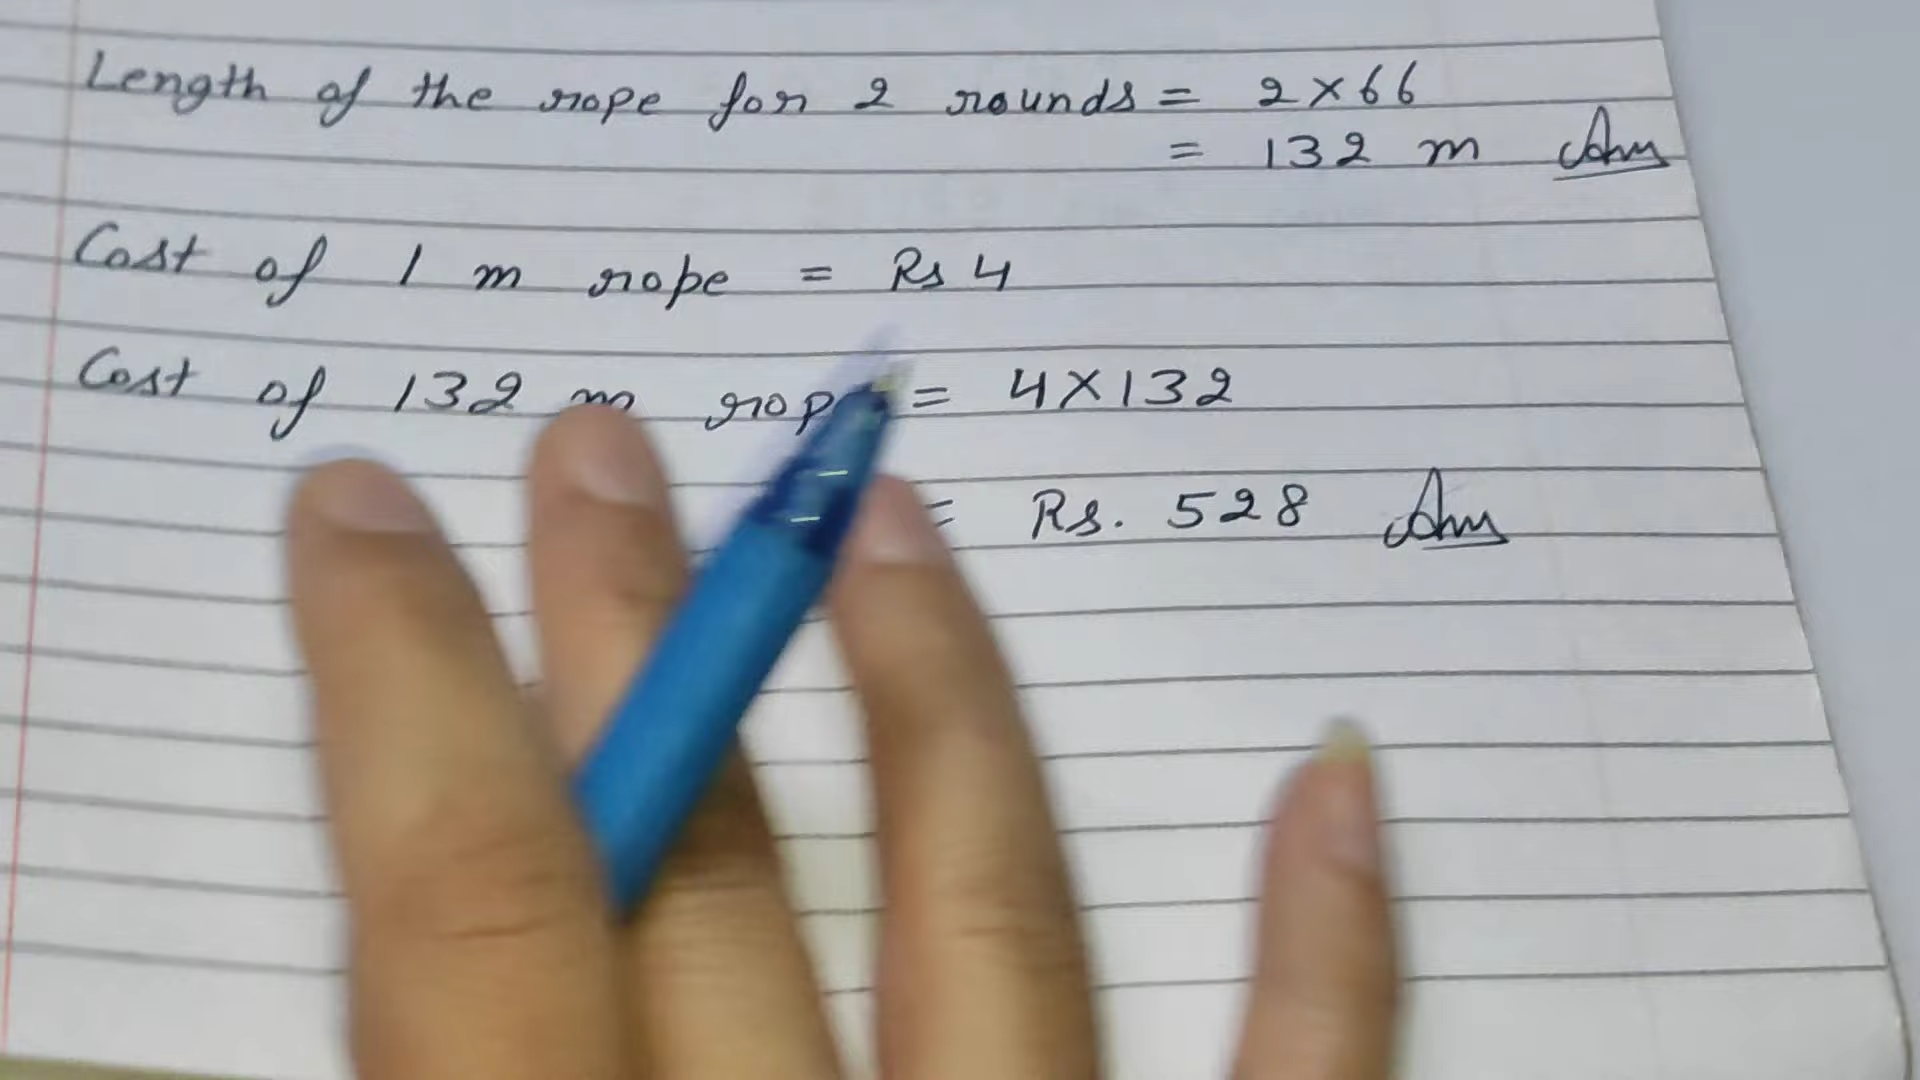 Length of the rope for 2 rounds = 2×66
= 132 m Ans
Cost of 1 m rope = Rs 4
Cost of 132 m rope = 4×132
= Rs. 528 Ans